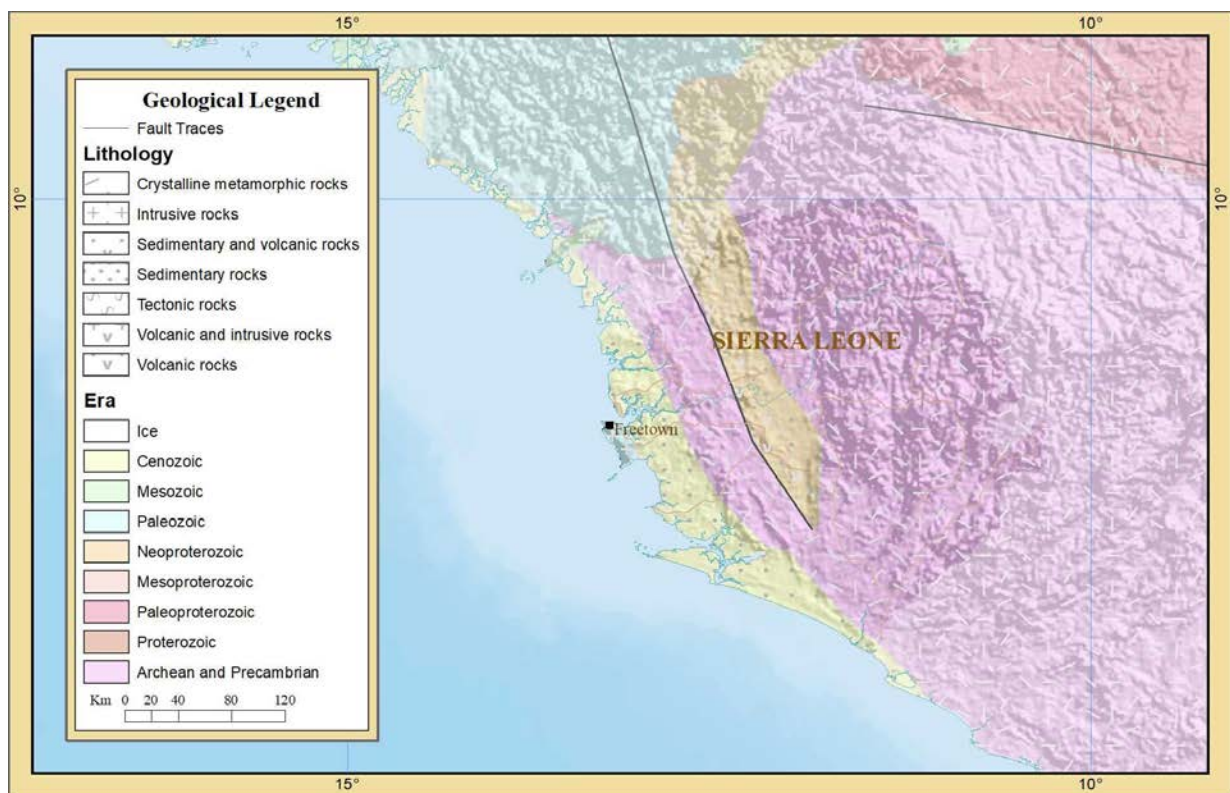 15°
10°
10°
10°
Geological Legend
Fault Traces
Lithology
Crystalline metamorphic rocks
Intrusive rocks
Sedimentary and volcanic rocks
Sedimentary rocks
Tectonic rocks
Volcanic and intrusive rocks
Volcanic rocks
Era
Ice
Cenozoic
Mesozoic
Paleozoic
Neoproterozoic
Mesoproterozoic
Paleoproterozoic
Proterozoic
Archean and Precambrian
Km 0 20 40 80 120
SIERRA LEONE
Freetown
15°
10°